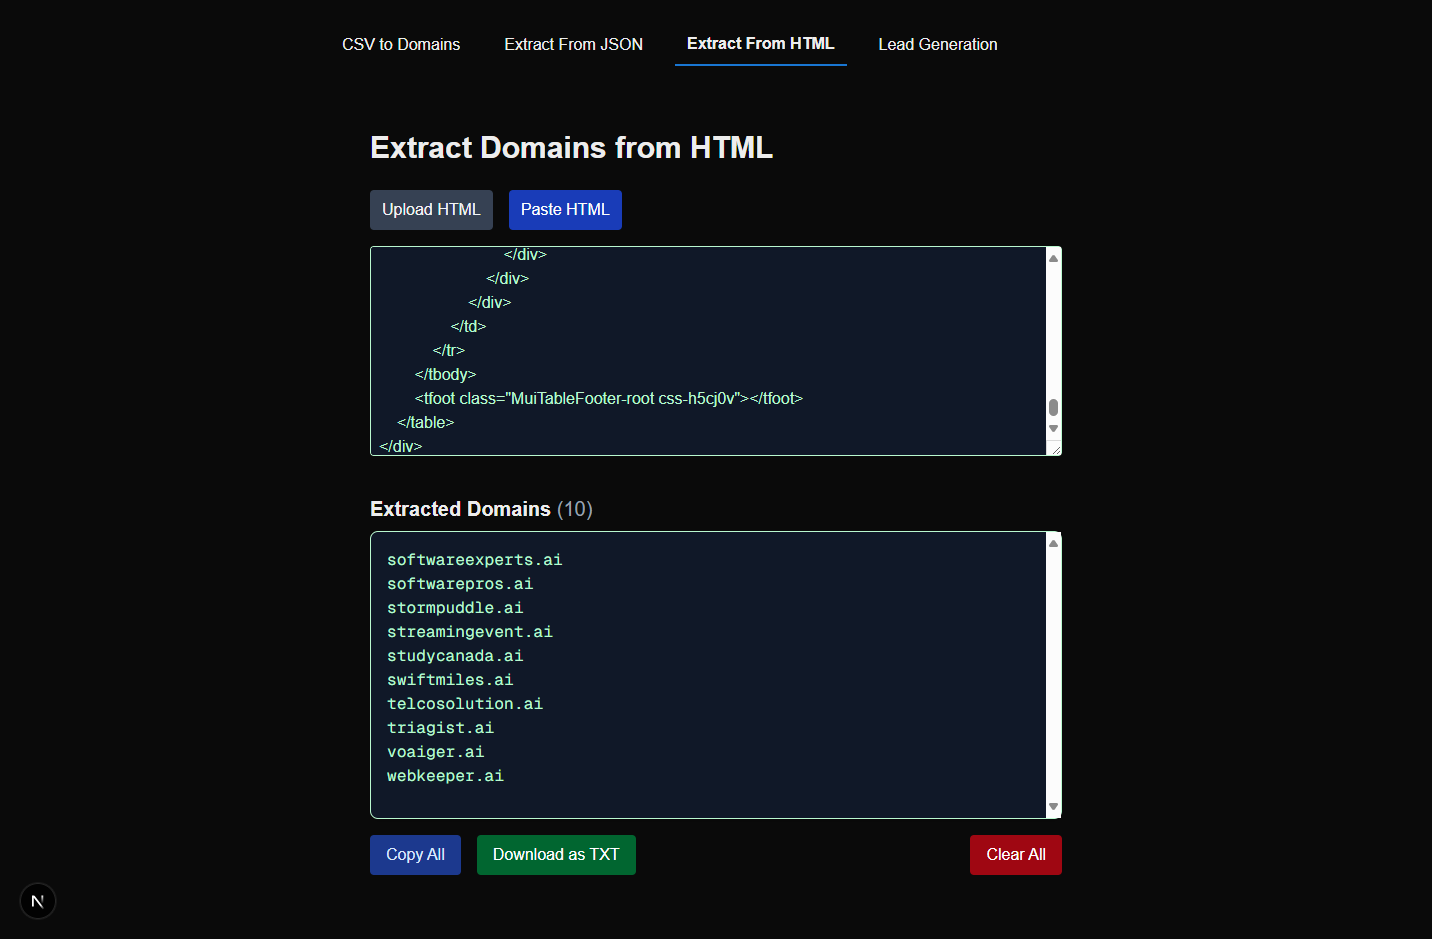 CSV to Domains
Extract From JSON
Extract From HTML
Lead Generation
Extract Domains from HTML
Upload HTML
Paste HTML
</div>
</div>
</div>
</td>
</tr>
</tbody>
<tfoot class="MuiTableFooter-root css-h5cj0v"></tfoot>
</table>
</div>
Extracted Domains (10)
softwareexperts.ai
softwarepros.ai
stormpuddle.ai
streamingevent.ai
studycanada.ai
swiftmiles.ai
telcosolution.ai
triagist.ai
voaiger.ai
webkeeper.ai
Copy All
Download as TXT
Clear All
N